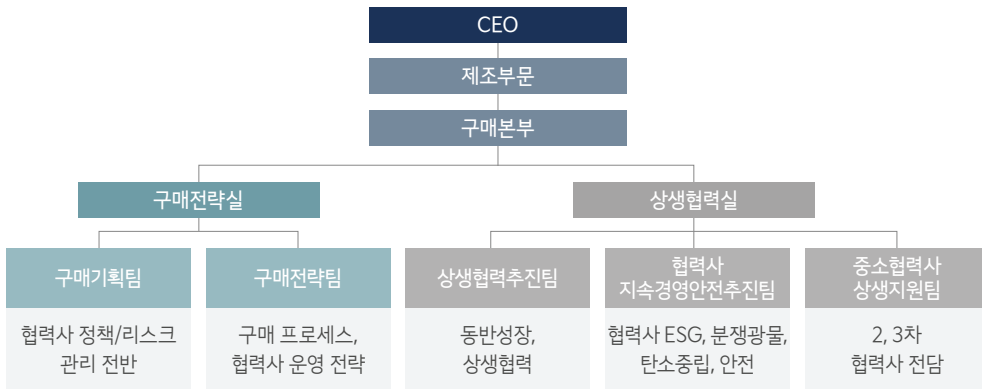 CEO
제조부문
구매본부
구매전략실
상생협력실
구매기획팀
구매전략팀
상생협력추진팀
협력사
지속경영안전추진팀
중소협력사
상생지원팀
협력사 정책/리스크
관리 전반
구매 프로세스,
협력사 운영 전략
동반성장,
상생협력
협력사 ESG, 분쟁광물,
탄소중립, 안전
2, 3차
협력사 전담